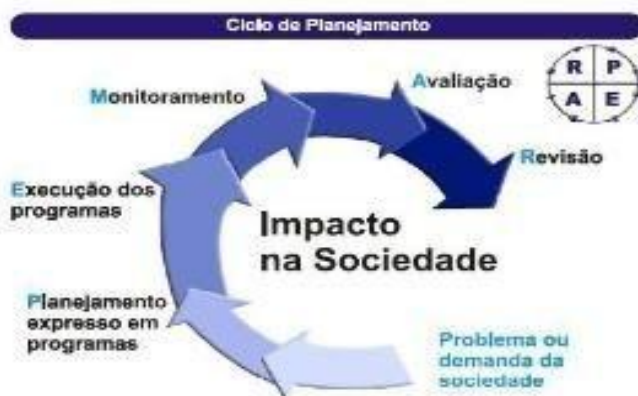 Ciclo de Planejamento
R P
A E
Avaliação
Monitoramento
Revisão
Execução dos
programas
Impacto
na Sociedade
Planejamento
expresso em
programas
Problema ou
demanda da
sociedade